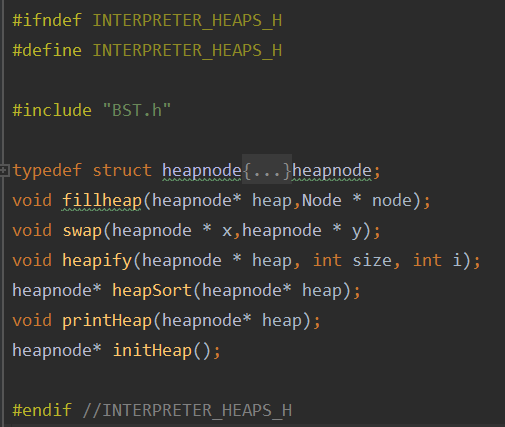 #ifndef INTERPRETER_HEAPS_H
#define INTERPRETER_HEAPS_H
#include "BST.h"
typedef struct heapnode{...}heapnode;
void fillheap(heapnode* heap,Node * node);
void swap(heapnode * x,heapnode * y);
void heapify(heapnode * heap, int size, int i);
heapnode* heapSort(heapnode* heap);
void printHeap(heapnode* heap);
heapnode* initHeap();
#endif //INTERPRETER_HEAPS_H